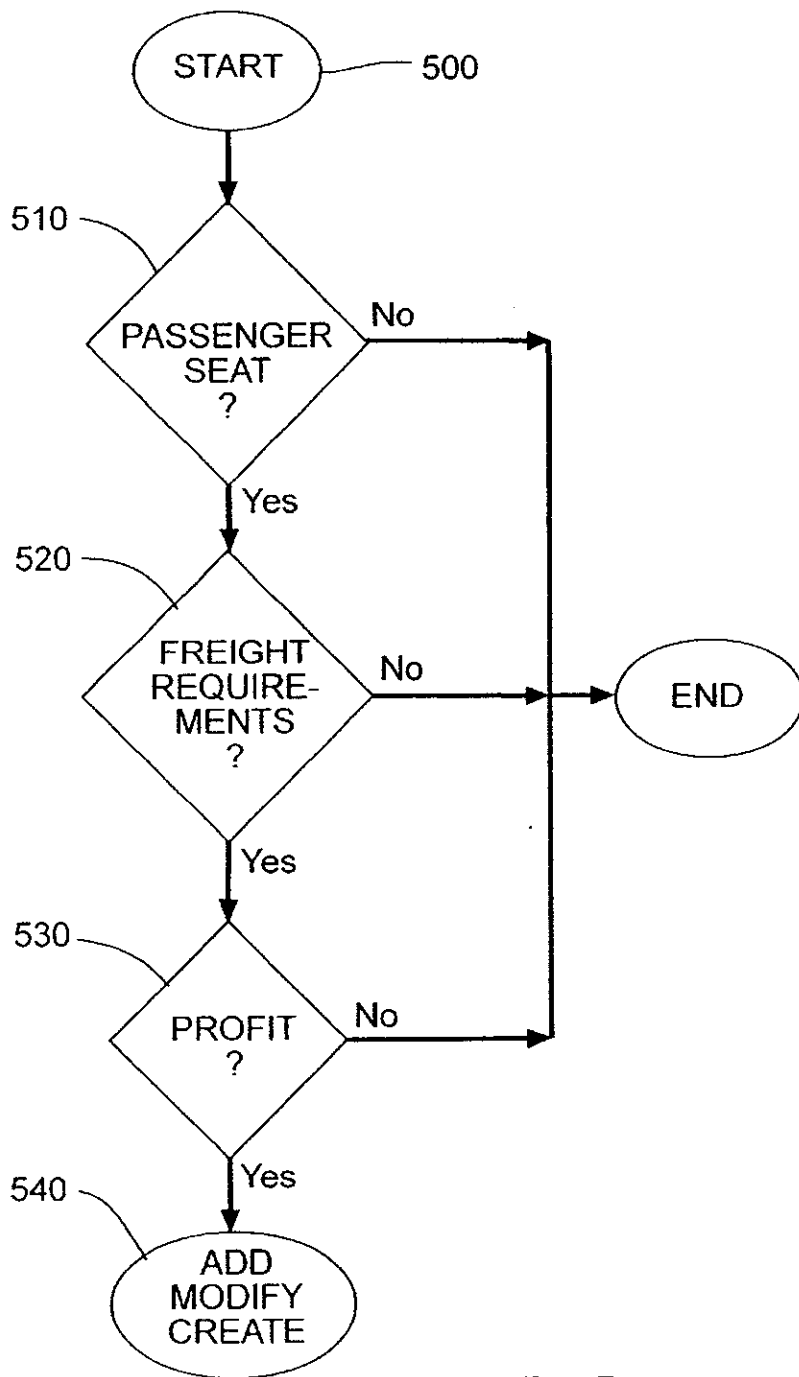 START
500
510
PASSENGER
SEAT
?
No
Yes
520
FREIGHT
REQUIRE-
MENTS
?
No
END
Yes
530
PROFIT
?
No
Yes
540
ADD
MODIFY
CREATE